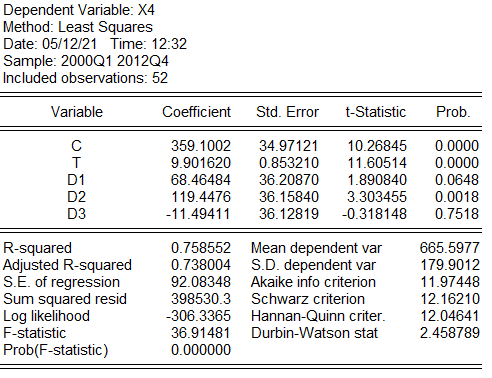 Dependent Variable: X4
Method: Least Squares
Date: 05/12/21 Time: 12:32
Sample: 2000Q1 2012Q4
Included observations: 52
Variable Coefficient Std. Error t-Statistic Prob.
C 359.1002 34.97121 10.26845 0.0000
T 9.901620 0.853210 11.60514 0.0000
D1 68.46484 36.20870 1.890840 0.0648
D2 119.4476 36.15840 3.303455 0.0018
D3 -11.49411 36.12819 -0.318148 0.7518
R-squared 0.758552 Mean dependent var 665.5977
Adjusted R-squared 0.738004 S.D. dependent var 179.9012
S.E. of regression 92.08348 Akaike info criterion 11.97448
Sum squared resid 398530.3 Schwarz criterion 12.16210
Log likelihood -306.3365 Hannan-Quinn criter. 12.04641
F-statistic 36.91481 Durbin-Watson stat 2.458789
Prob(F-statistic) 0.000000